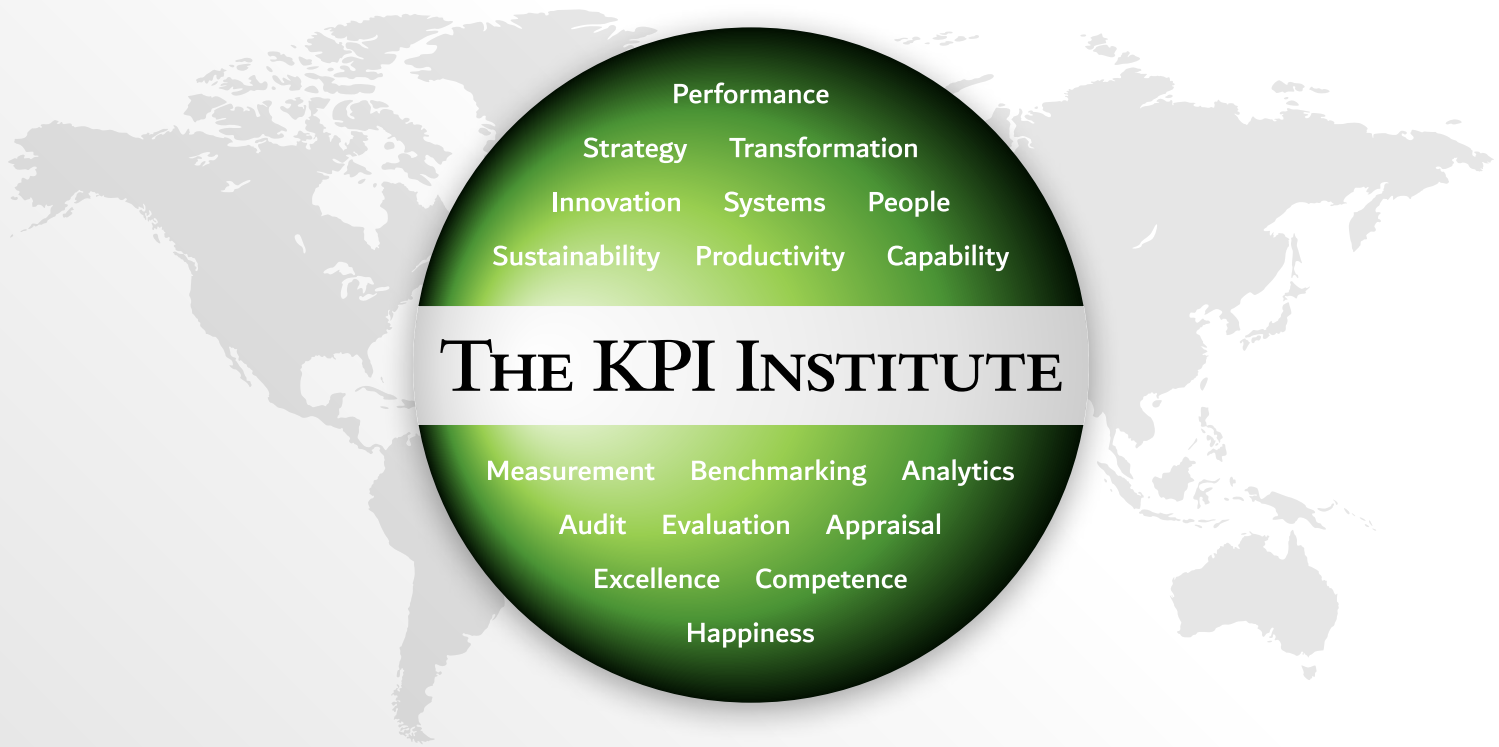 Performance
Strategy Transformation
Innovation Systems People
Sustainability Productivity Capability
The KPI Institute
Measurement Benchmarking Analytics
Audit Evaluation Appraisal
Excellence Competence
Happiness